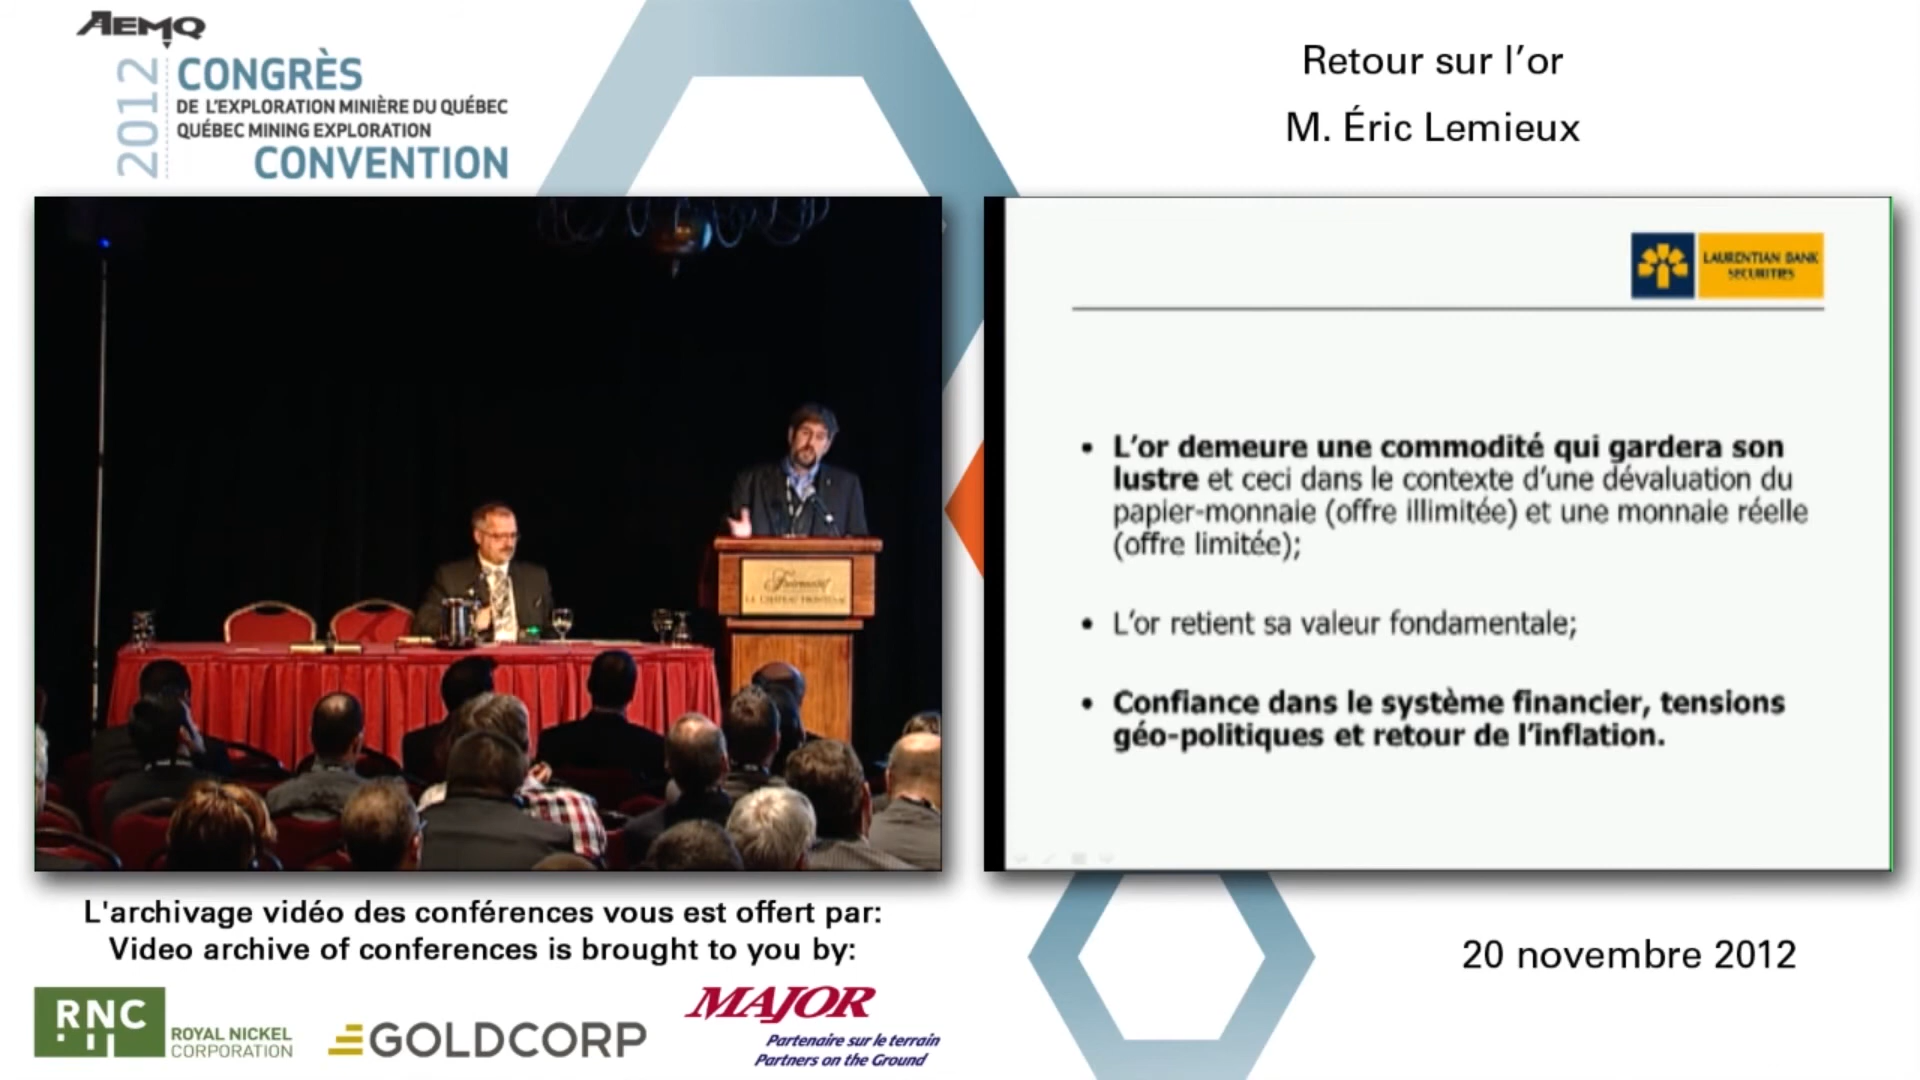 AEMQ
2012
CONGRÈS
DE L'EXPLORATION MINIÈRE DU QUÉBEC
QUÉBEC MINING EXPLORATION
CONVENTION
Retour sur l'or
M. Éric Lemieux
Fairmont
LE CHÂTEAU FRONTENAC
LAURENTIAN BANK
SECURITIES
• L'or demeure une commodité qui gardera son
lustre et ceci dans le contexte d'une dévaluation du
papier-monnaie (offre illimitée) et une monnaie réelle
(offre limitée);
• L'or retient sa valeur fondamentale;
• Confiance dans le système financier, tensions
géo-politiques et retour de l'inflation.
L'archivage vidéo des conférences vous est offert par:
Video archive of conferences is brought to you by:
RNC
ROYAL NICKEL
CORPORATION
GOLDCORP
MAJOR
Partenaire sur le terrain
Partners on the Ground
20 novembre 2012